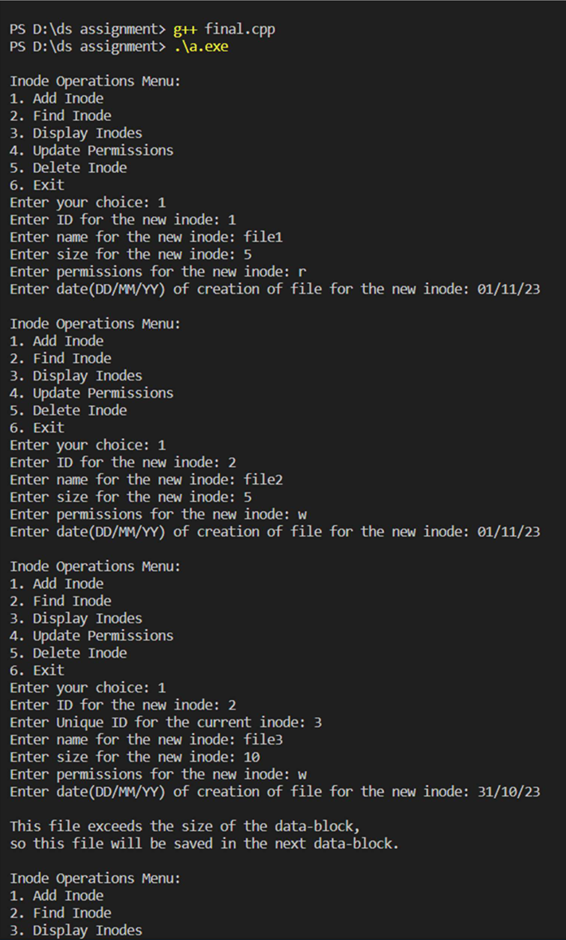 PS D:\ds assignment> g++ final.cpp
PS D:\ds assignment> .\a.exe
Inode Operations Menu:
1. Add Inode
2. Find Inode
3. Display Inodes
4. Update Permissions
5. Delete Inode
6. Exit
Enter your choice: 1
Enter ID for the new inode: 1
Enter name for the new inode: file1
Enter size for the new inode: 5
Enter permissions for the new inode: r
Enter date(DD/MM/YY) of creation of file for the new inode: 01/11/23
Inode Operations Menu:
1. Add Inode
2. Find Inode
3. Display Inodes
4. Update Permissions
5. Delete Inode
6. Exit
Enter your choice: 1
Enter ID for the new inode: 2
Enter name for the new inode: file2
Enter size for the new inode: 5
Enter permissions for the new inode: w
Enter date(DD/MM/YY) of creation of file for the new inode: 01/11/23
Inode Operations Menu:
1. Add Inode
2. Find Inode
3. Display Inodes
4. Update Permissions
5. Delete Inode
6. Exit
Enter your choice: 1
Enter ID for the new inode: 2
Enter Unique ID for the current inode: 3
Enter name for the new inode: file3
Enter size for the new inode: 10
Enter permissions for the new inode: w
Enter date(DD/MM/YY) of creation of file for the new inode: 31/10/23
This file exceeds the size of the data-block,
so this file will be saved in the next data-block.
Inode Operations Menu:
1. Add Inode
2. Find Inode
3. Display Inodes